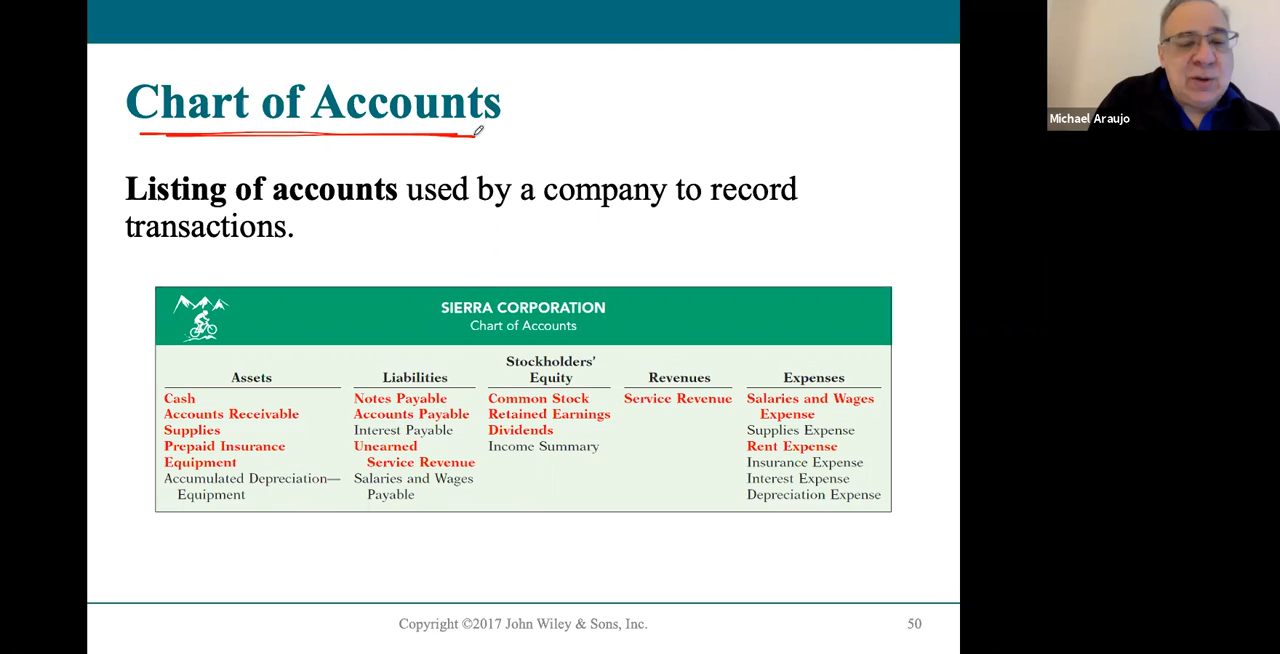 Chart of Accounts
Michael Araujo
Listing of accounts used by a company to record
transactions.
SIERRA CORPORATION
Chart of Accounts
Assets
Cash
Accounts Receivable
Supplies
Prepaid Insurance
Equipment
Accumulated Depreciation—
Equipment
Liabilities
Notes Payable
Accounts Payable
Interest Payable
Unearned
Service Revenue
Salaries and Wages
Payable
Stockholders'
Equity
Common Stock
Retained Earnings
Dividends
Income Summary
Revenues
Service Revenue
Expenses
Salaries and Wages
Expense
Supplies Expense
Rent Expense
Insurance Expense
Interest Expense
Depreciation Expense
Copyright ©2017 John Wiley & Sons, Inc.
50